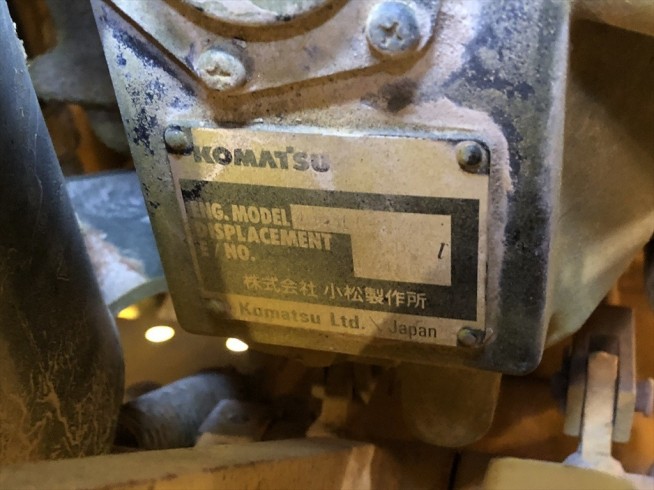 KOMATSU
ENG. MODEL
DISPLACEMENT l
E / NO.
株式会社 小松製作所
Komatsu Ltd. Japan